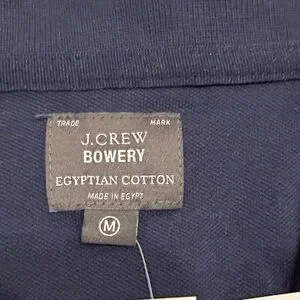 TRADE MARK
J.CREW
BOWERY
EGYPTIAN COTTON
MADE IN EGYPT
M